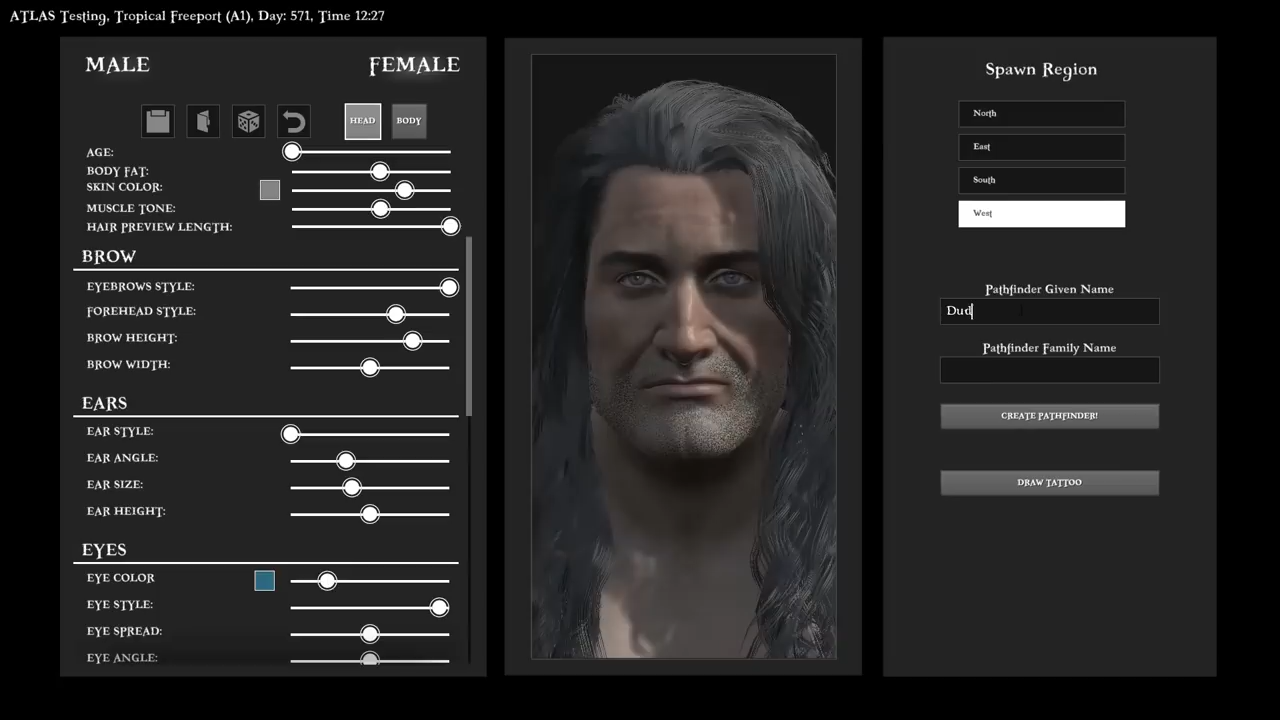 ATLAS Testing, Tropical Freeport (A1), Day: 571, Time 12:27
MALE
FEMALE
HEAD
BODY
AGE:
BODY FAT:
SKIN COLOR:
MUSCLE TONE:
HAIR PREVIEW LENGTH:
BROW
EYEBROWS STYLE:
FOREHEAD STYLE:
BROW HEIGHT:
BROW WIDTH:
EARS
EAR STYLE:
EAR ANGLE:
EAR SIZE:
EAR HEIGHT:
EYES
EYE COLOR
EYE STYLE:
EYE SPREAD:
EYE ANGLE:
Spawn Region
North
East
South
West
Pathfinder Given Name
Dud
Pathfinder Family Name
CREATE PATHFINDER!
DRAW TATTOO